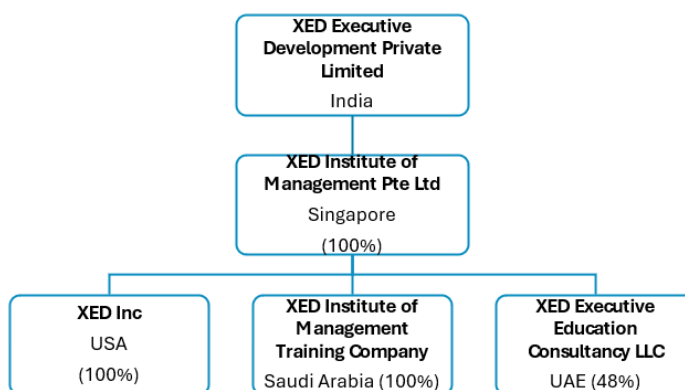 XED Executive
Development Private
Limited
India
XED Institute of
Management Pte Ltd
Singapore
(100%)
XED Inc
USA
(100%)
XED Institute of
Management
Training Company
Saudi Arabia (100%)
XED Executive
Education
Consultancy LLC
UAE (48%)